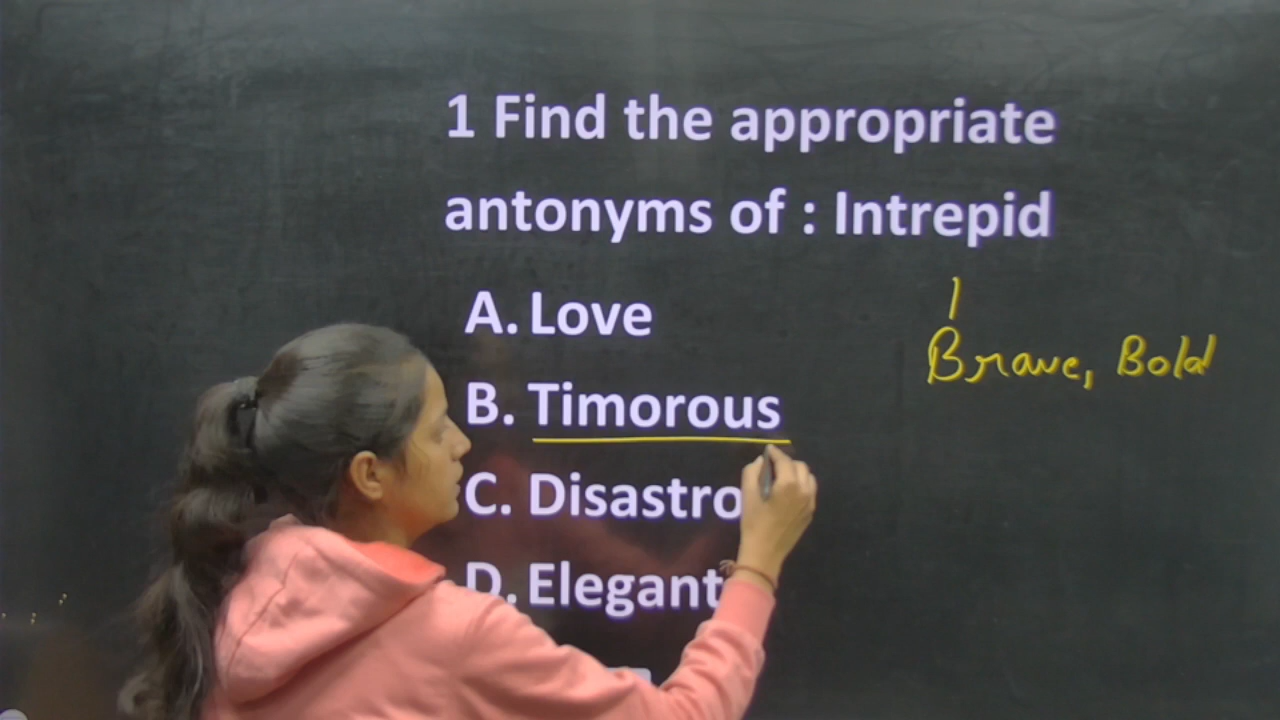 1 Find the appropriate
antonyms of : Intrepid
A. Love
Brave, Bold
B. Timorous
C. Disastro
D. Elegant